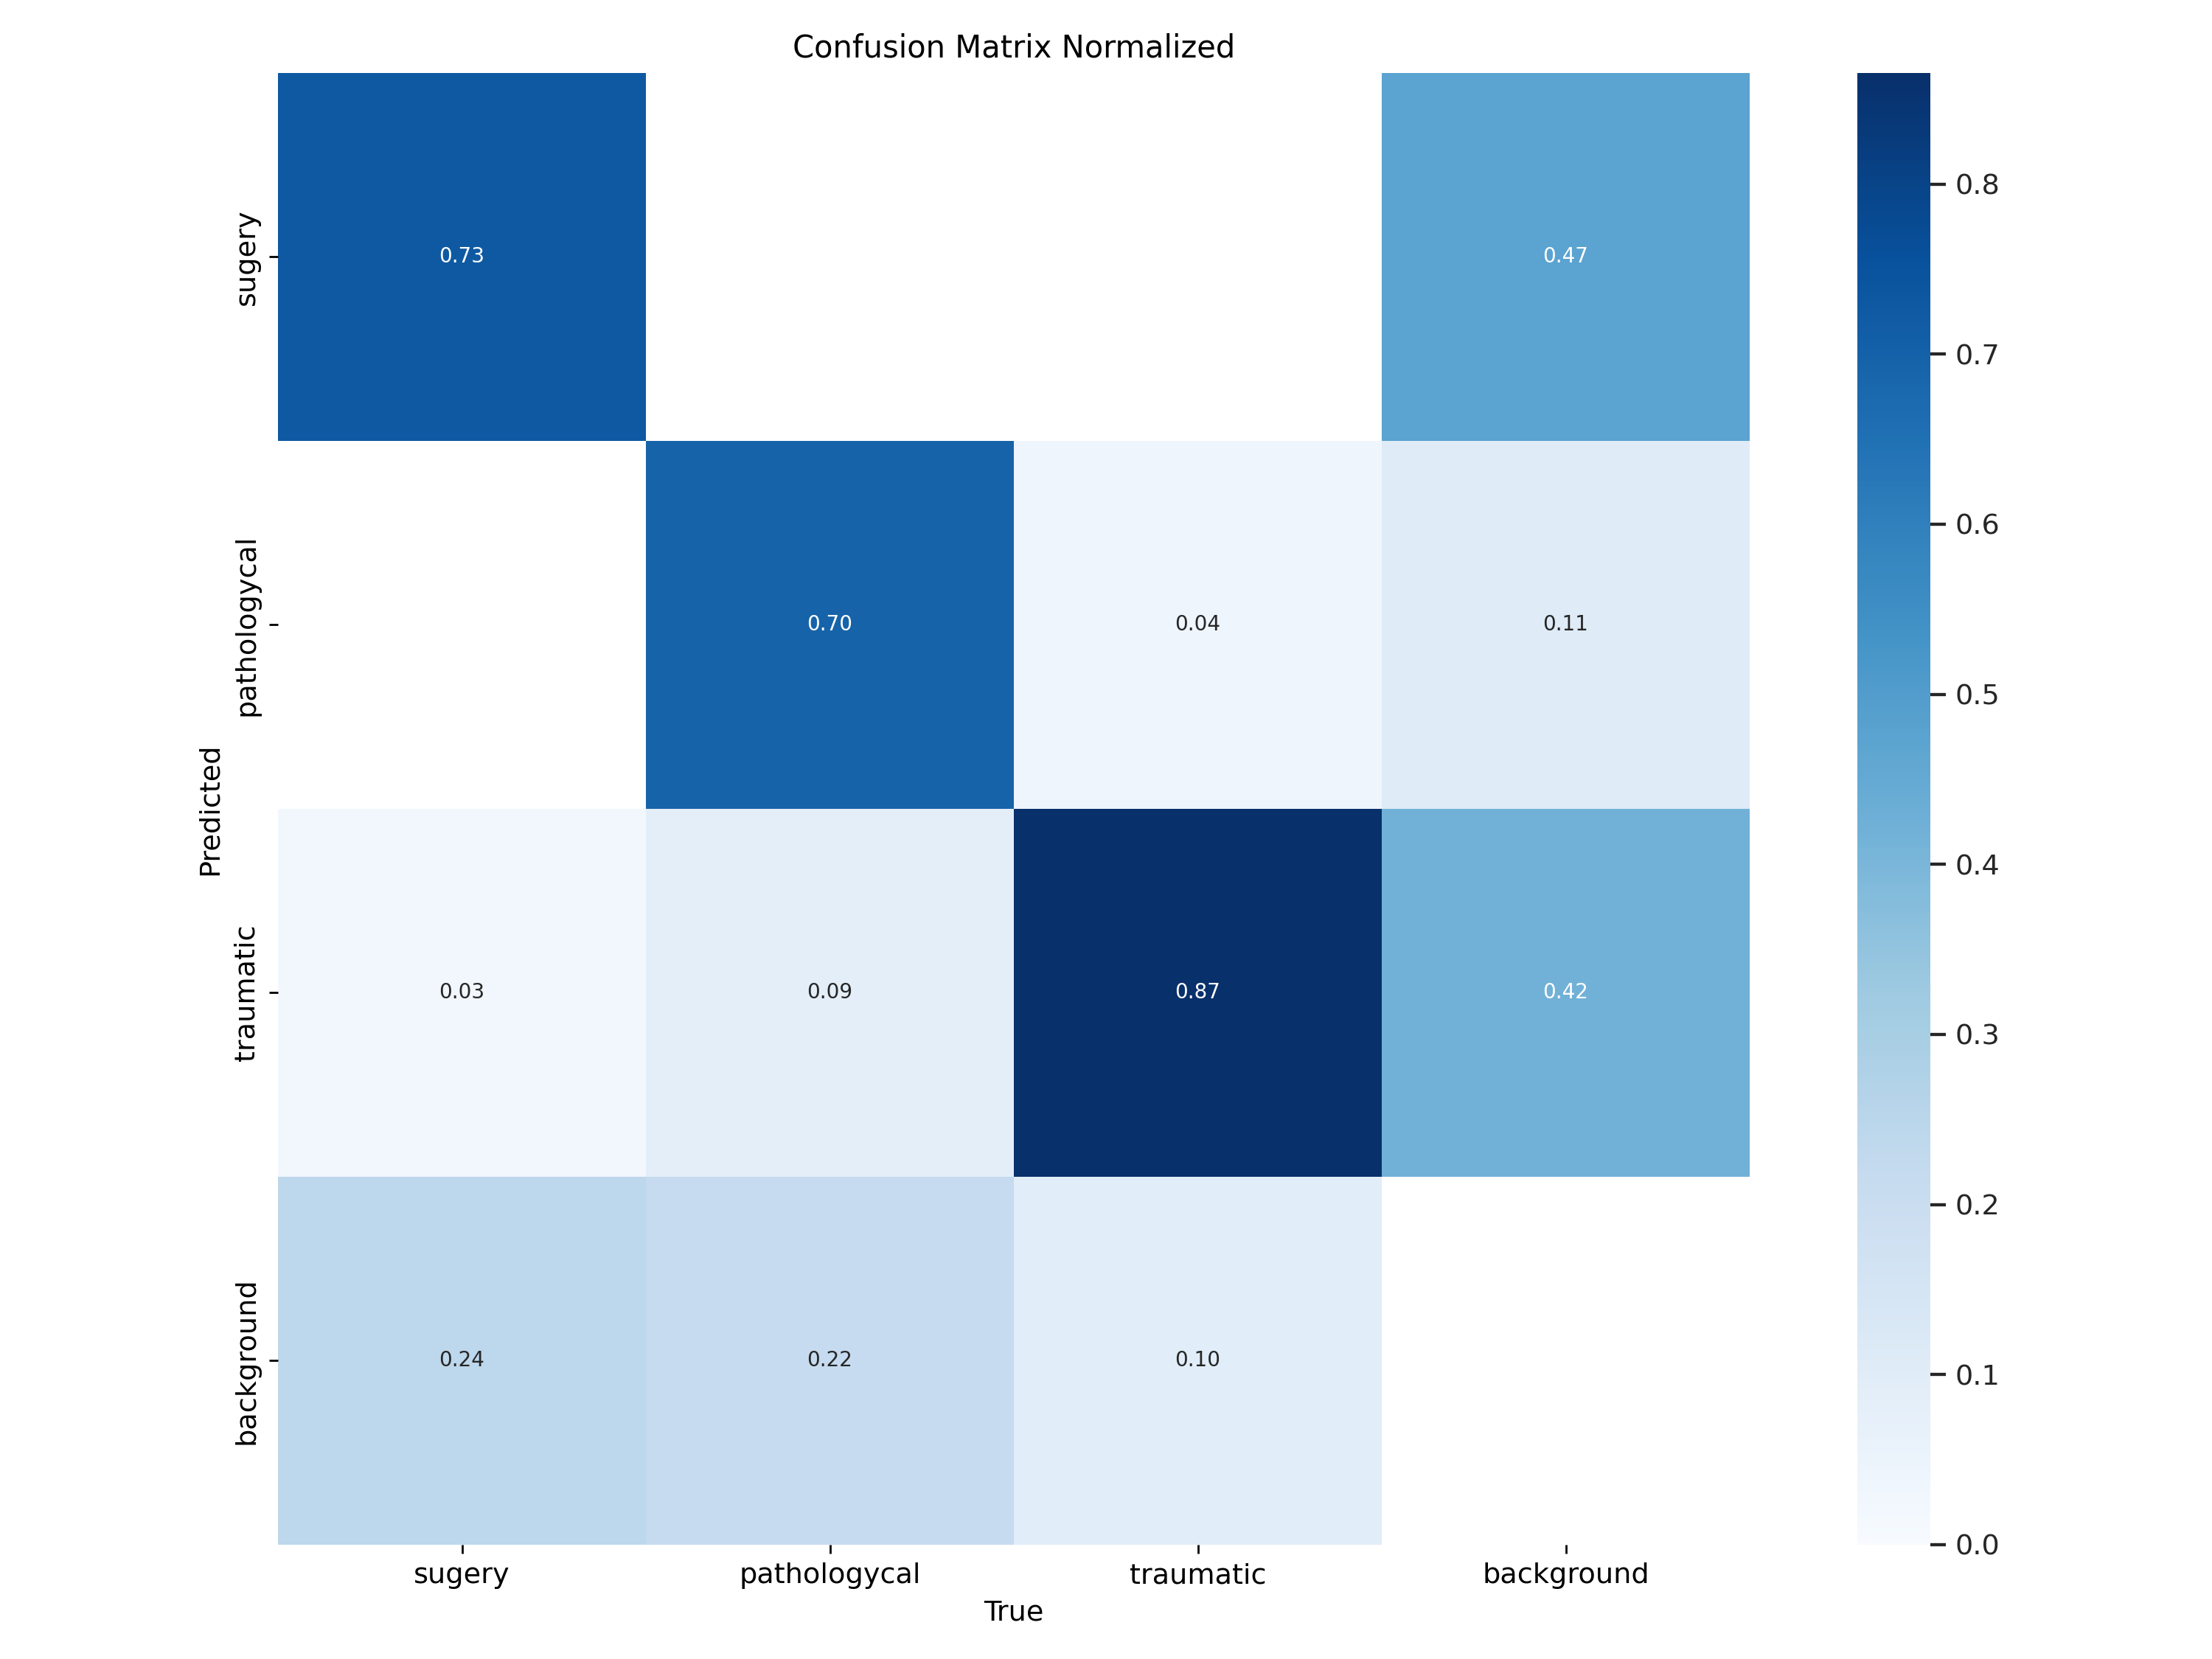 Confusion Matrix Normalized
sugery
0.73
0.47
pathologycal
0.70
0.04
0.11
traumatic
0.03
0.09
0.87
0.42
background
0.24
0.22
0.10
Predicted
sugery
pathologycal
traumatic
background
True
0.8
0.7
0.6
0.5
0.4
0.3
0.2
0.1
0.0